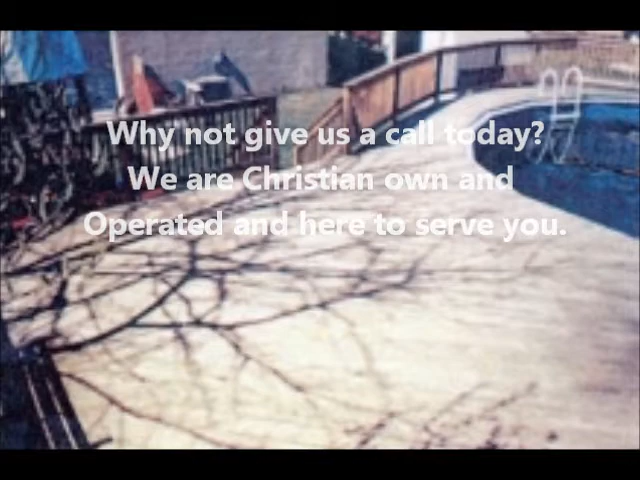 Why not give us a call today?
We are Christian own and
Operated and here to serve you.